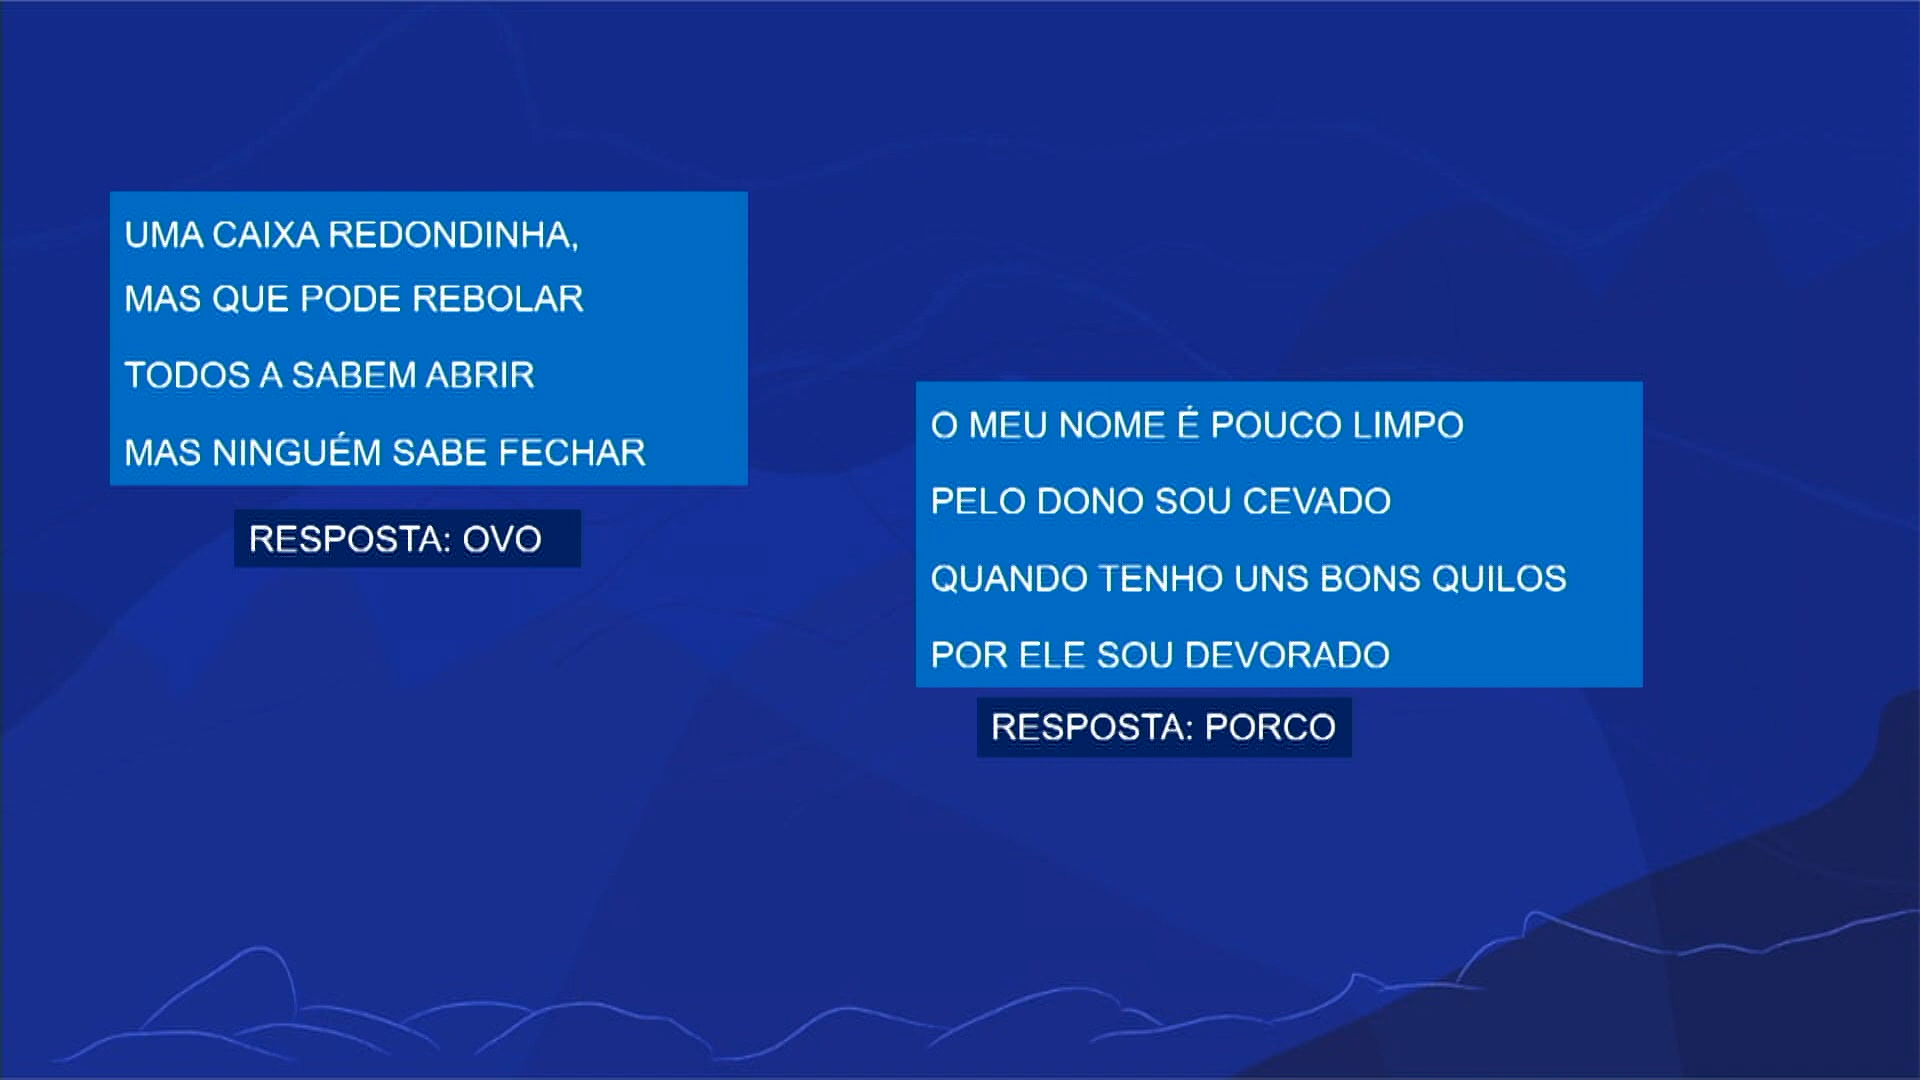 UMA CAIXA REDONDINHA,
MAS QUE PODE REBOLAR
TODOS A SABEM ABRIR
MAS NINGUÉM SABE FECHAR
RESPOSTA: OVO
O MEU NOME É POUCO LIMPO
PELO DONO SOU CEVADO
QUANDO TENHO UNS BONS QUILOS
POR ELE SOU DEVORADO
RESPOSTA: PORCO